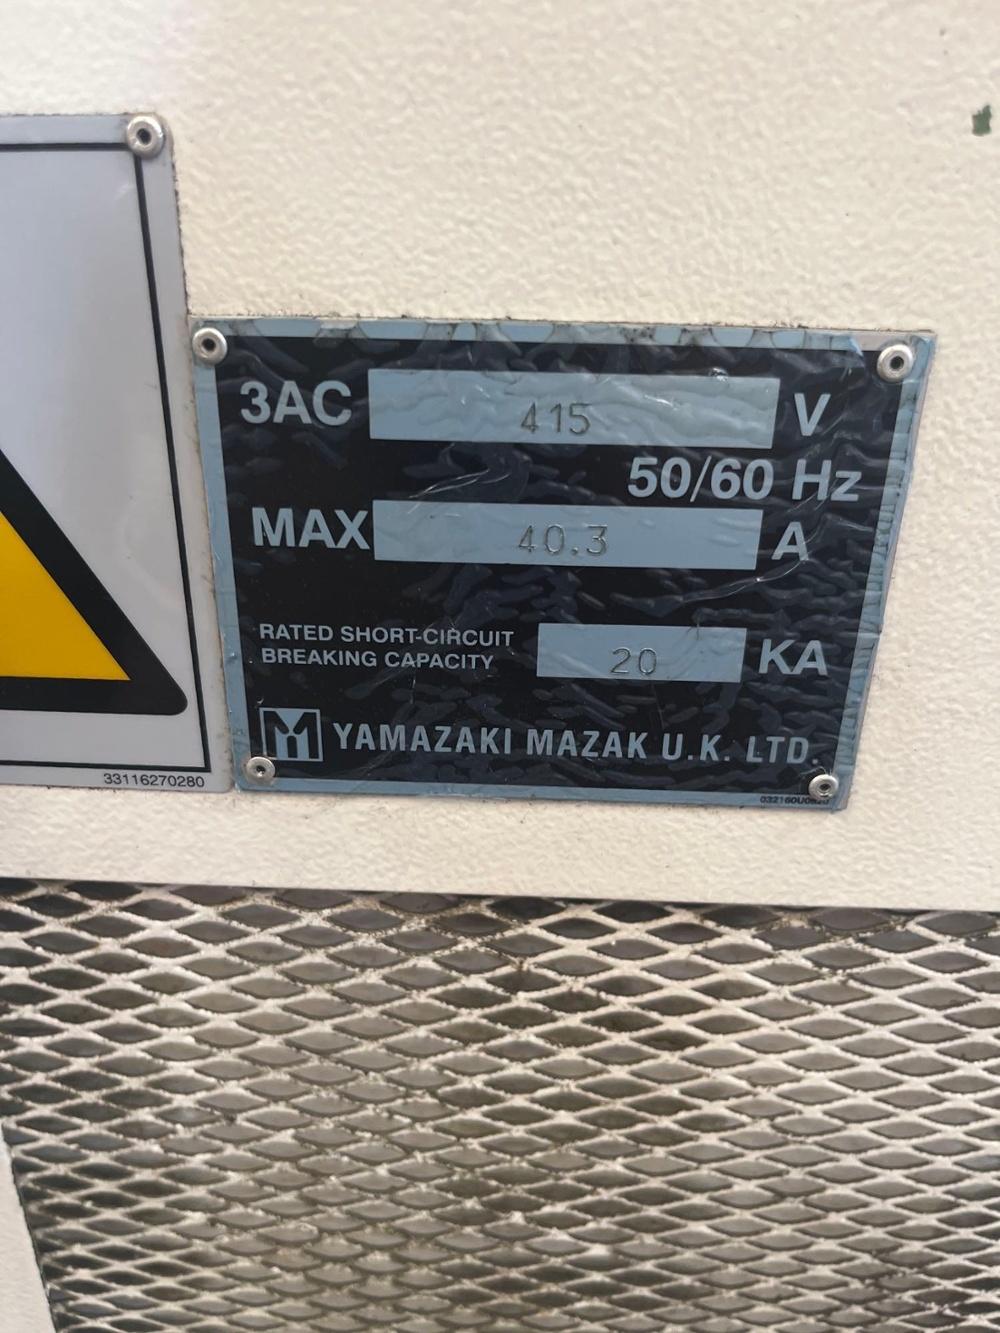 3AC 415 V
50/60 Hz
MAX 40.3 A
RATED SHORT-CIRCUIT
BREAKING CAPACITY 20 KA
YAMAZAKI MAZAK U.K. LTD.
33116270280